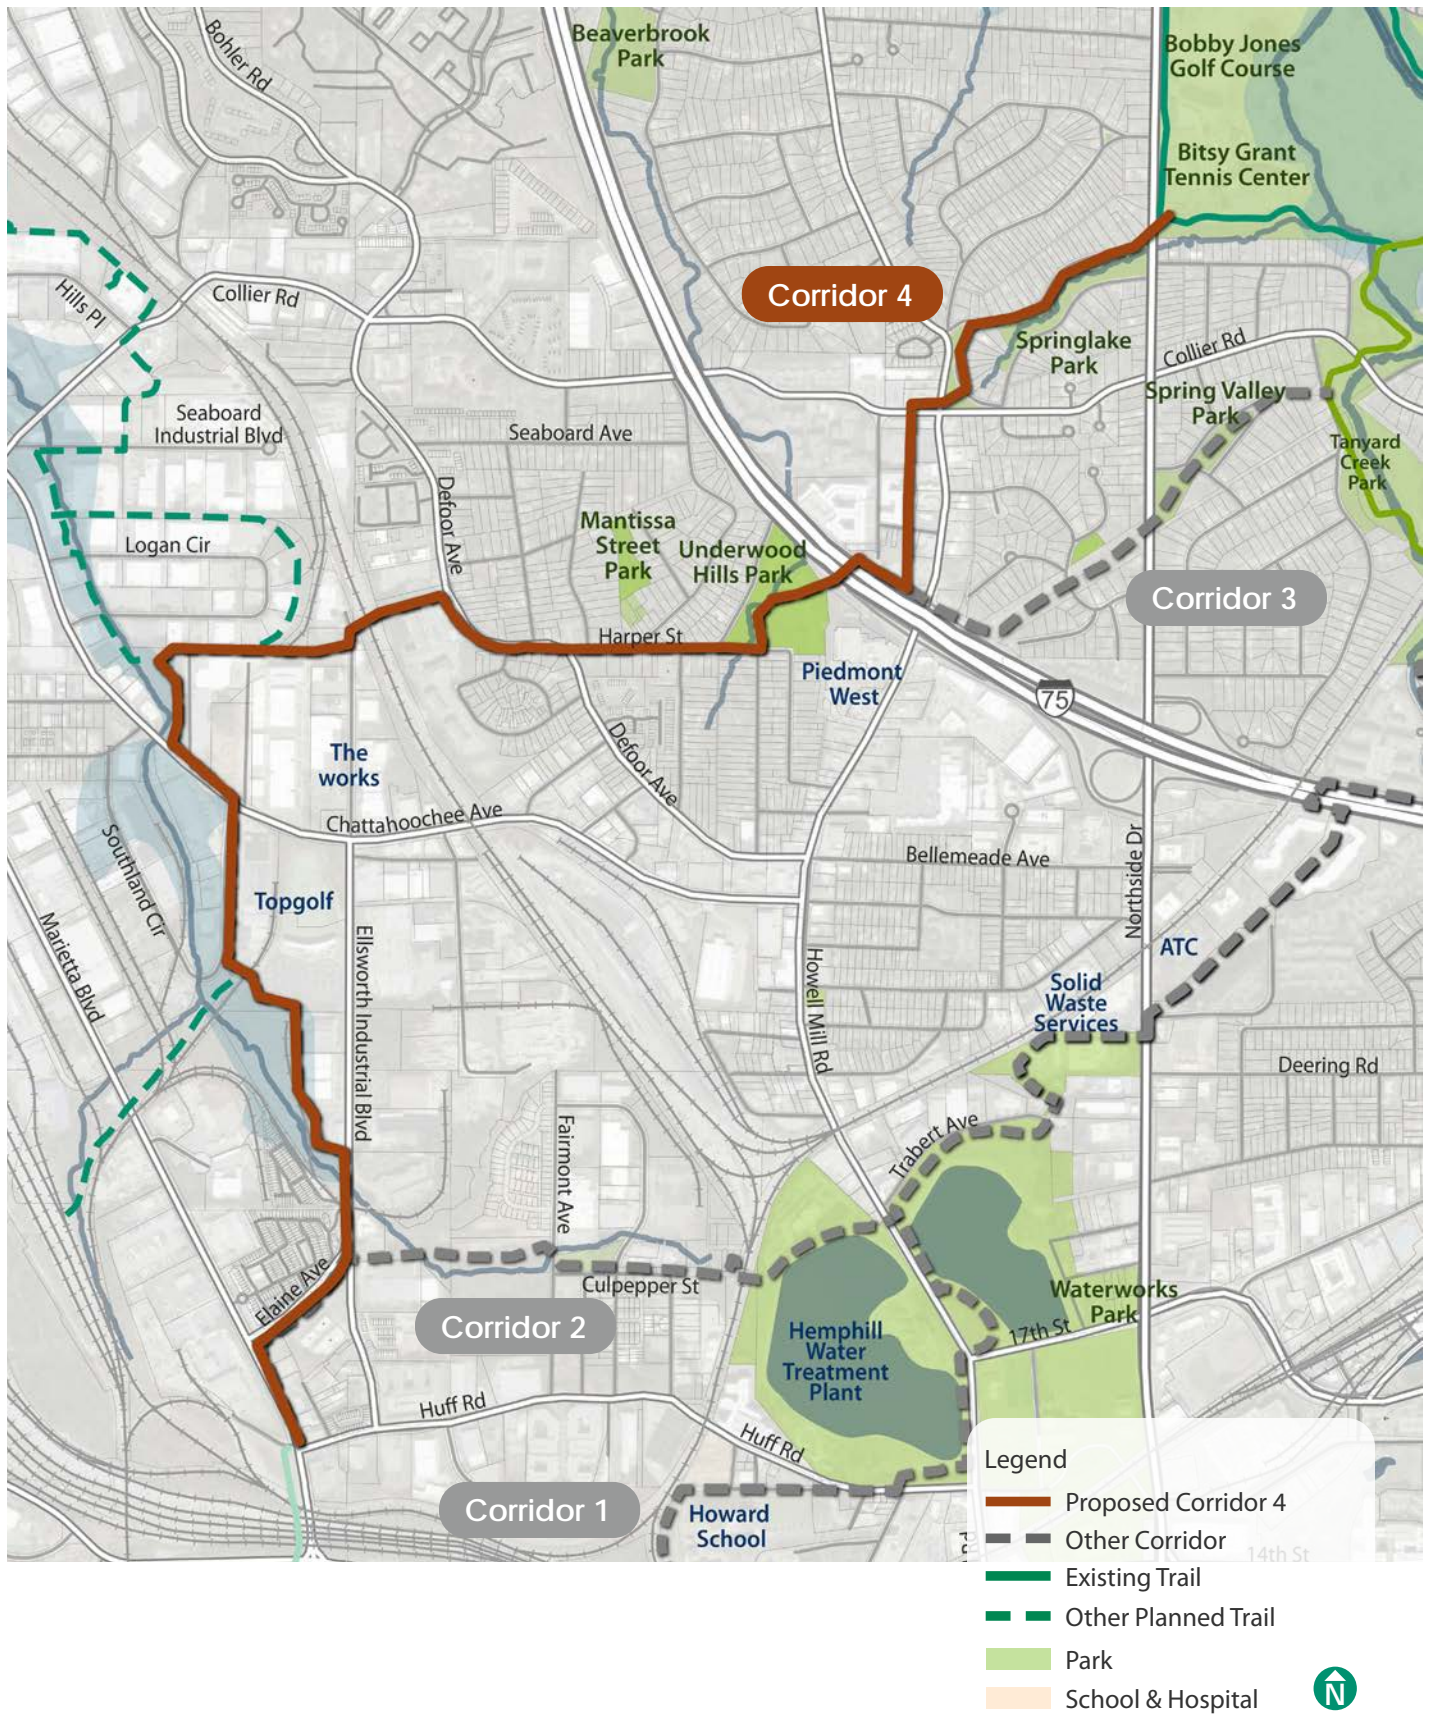 Beaverbrook
Park
Bobby Jones
Golf Course
Bohler Rd
Bitsy Grant
Tennis Center
Corridor 4
Hills Pl
Collier Rd
Springlake
Park
Collier Rd
Spring Valley
Park
Seaboard
Industrial Blvd
Seaboard Ave
Tanyard
Creek
Park
Defoor Ave
Mantissa
Street
Park
Underwood
Hills Park
Logan Cir
Corridor 3
Harper St
Piedmont
West
75
The
works
Defoor Ave
Chattahoochee Ave
Southland Cir
Bellemeade Ave
Northside Dr
Topgolf
Marietta Blvd
Ellsworth Industrial Blvd
Howell Mill Rd
ATC
Solid
Waste
Services
Deering Rd
Fairmont Ave
Trabert Ave
Elaine Ave
Culpepper St
Waterworks
Park
Corridor 2
Hemphill
Water
Treatment
Plant
17th St
Huff Rd
Huff Rd
Corridor 1
Howard
School
14th St
Legend
Proposed Corridor 4
Other Corridor
Existing Trail
Other Planned Trail
Park
School & Hospital
N